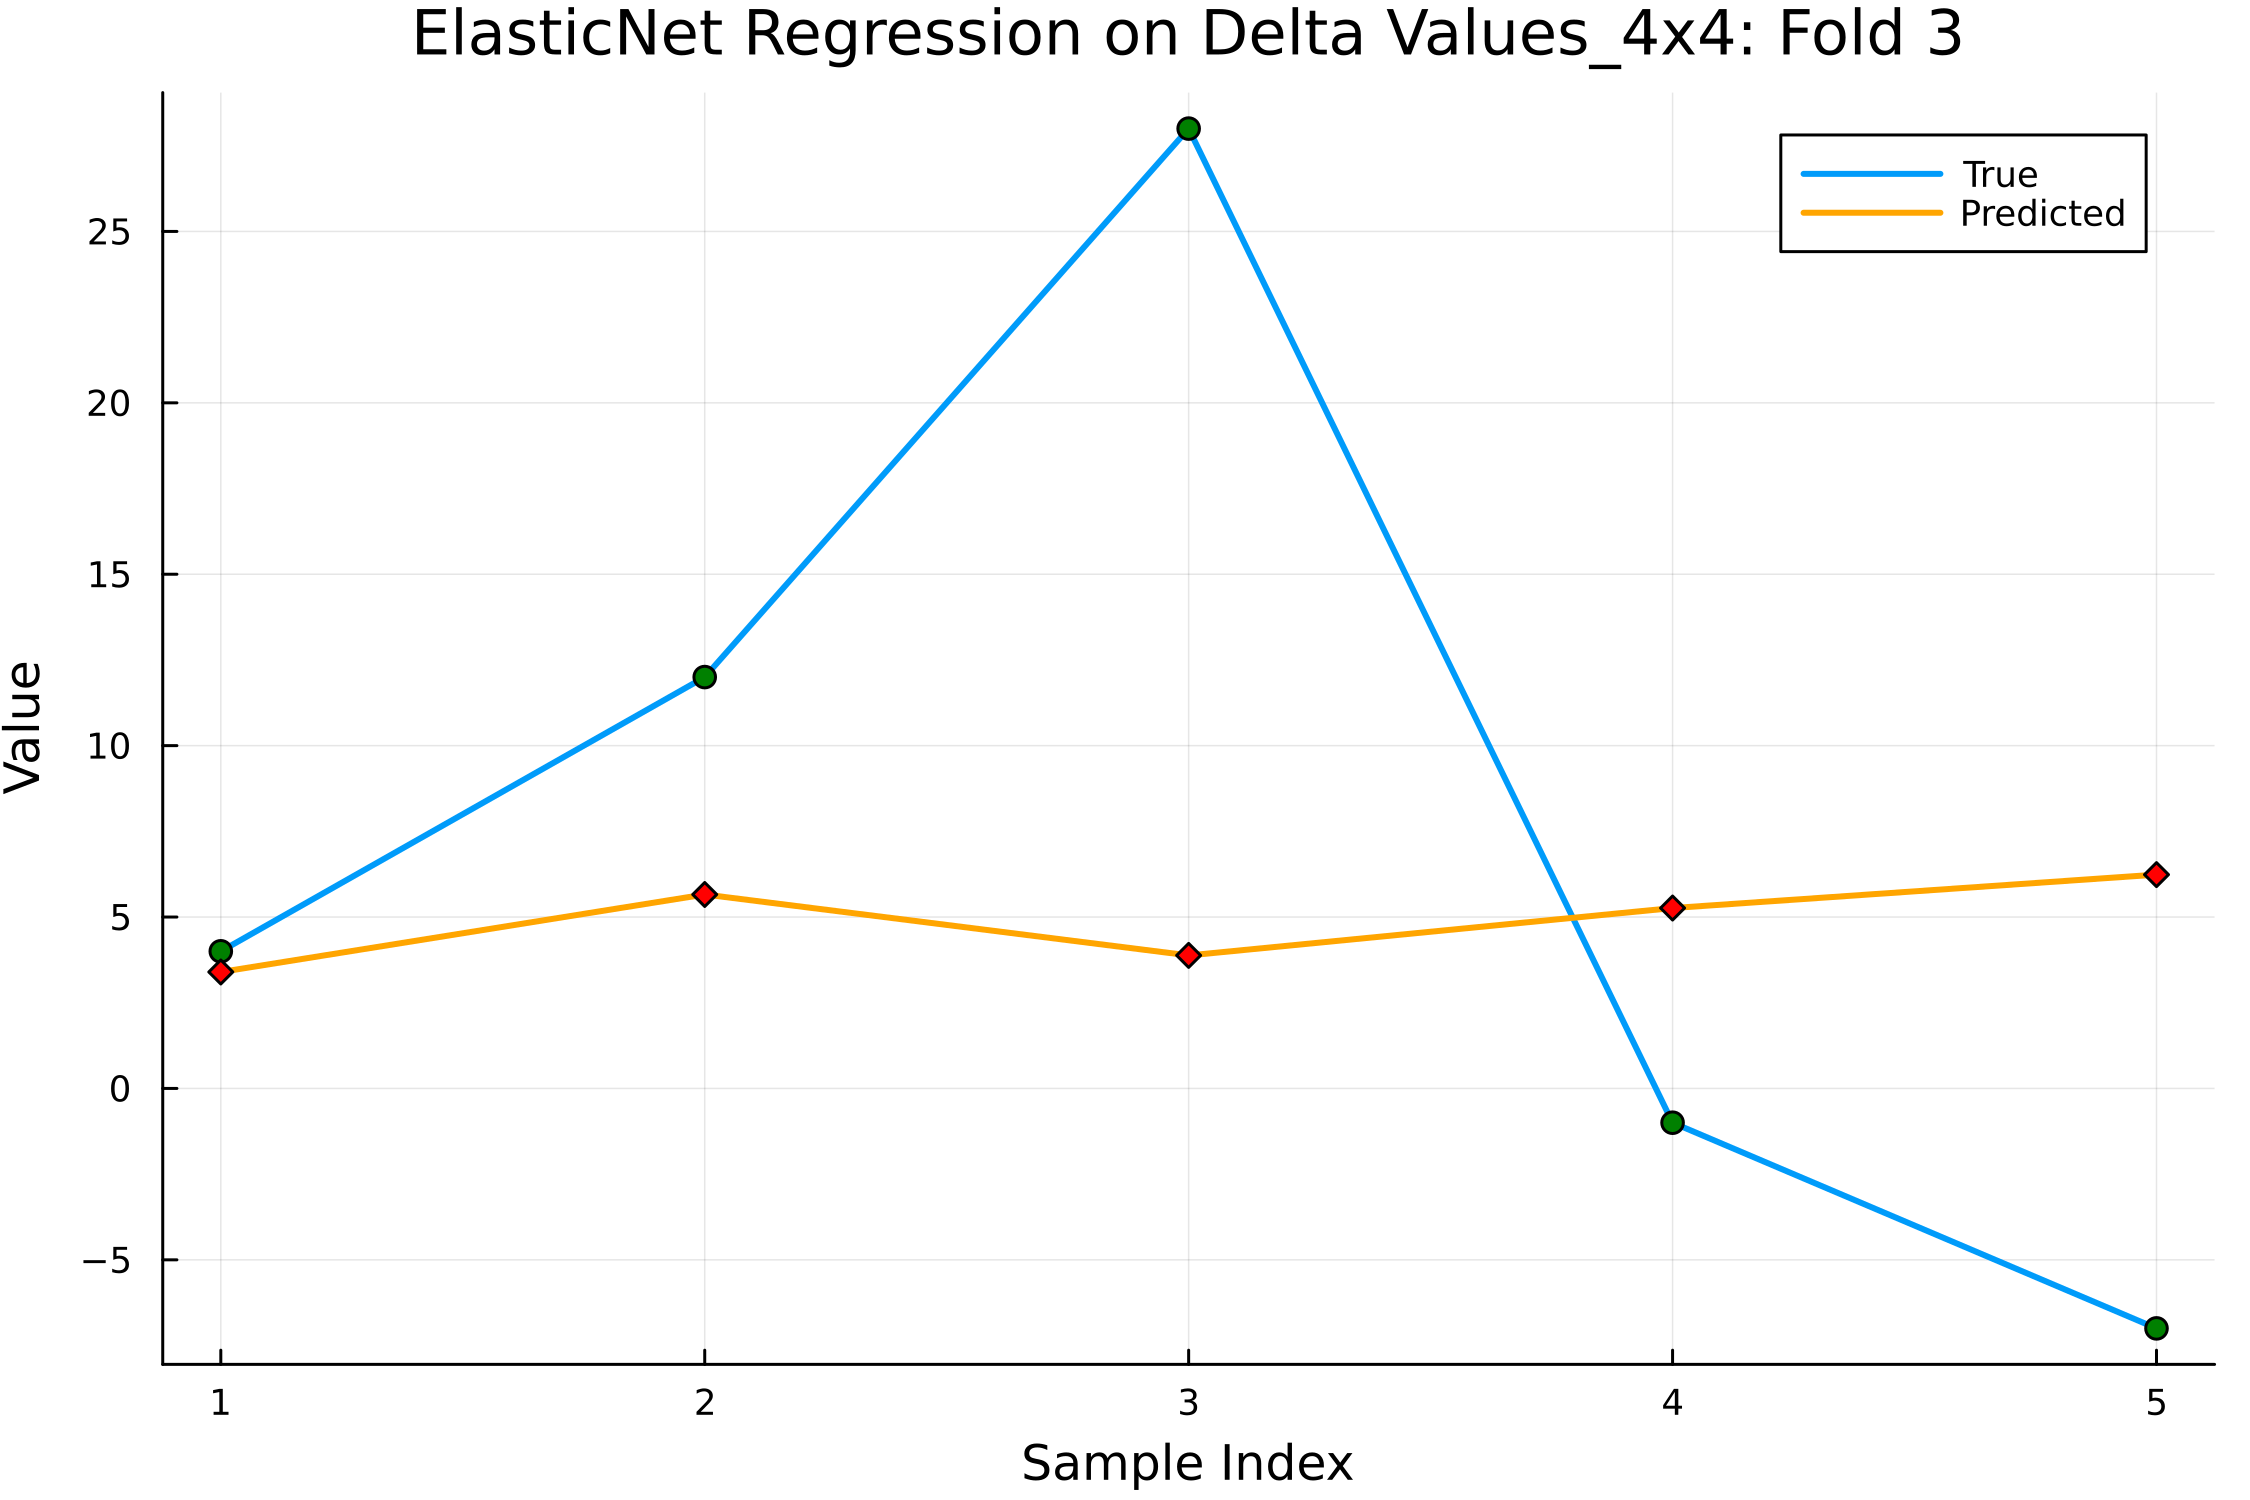 ElasticNet Regression on Delta Values_4x4: Fold 3
True
Predicted
25
20
15
10
5
0
−5
Value
1 2 3 4 5
Sample Index